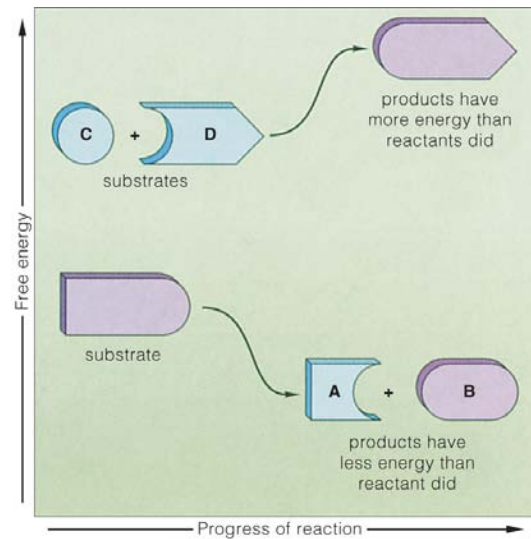 products have
more energy than
reactants did
C + D
substrates
Free energy
substrate
A + B
products have
less energy than
reactant did
Progress of reaction